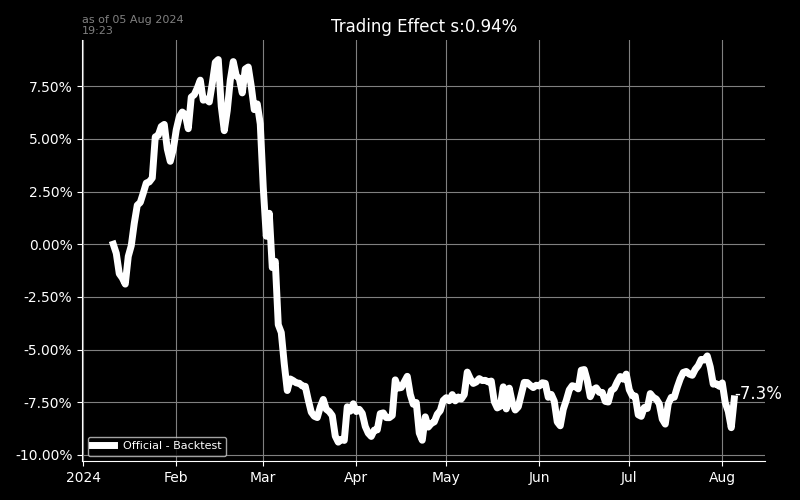 as of 05 Aug 2024
19:23
Trading Effect s:0.94%
7.50%
5.00%
2.50%
0.00%
-2.50%
-5.00%
-7.50%
-10.00%
-7.3%
Official - Backtest
2024 Feb Mar Apr May Jun Jul Aug